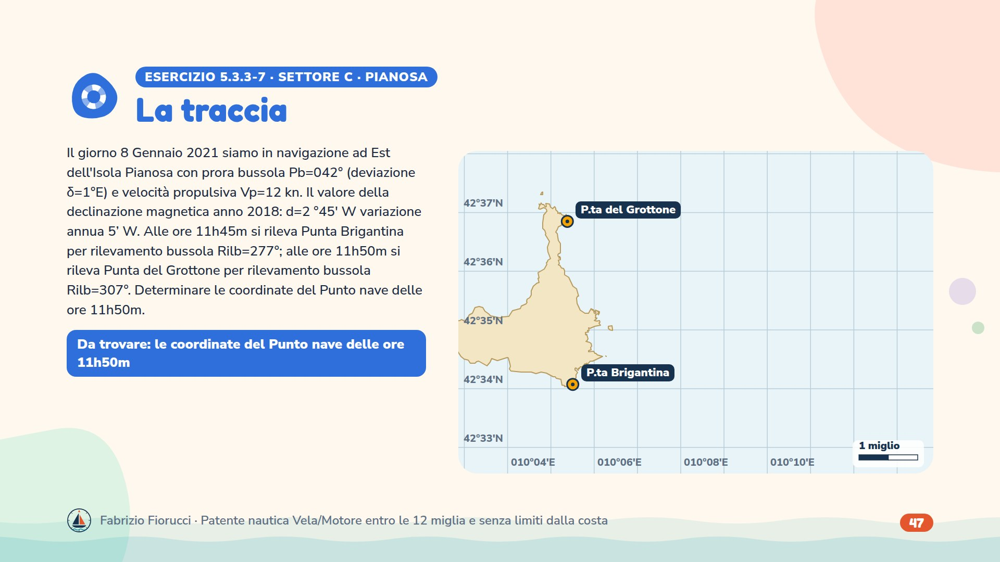 ESERCIZIO 5.3.3-7 · SETTORE C · PIANOSA
La traccia
Il giorno 8 Gennaio 2021 siamo in navigazione ad Est
dell'Isola Pianosa con prora bussola Pb=042° (deviazione
δ=1°E) e velocità propulsiva Vp=12 kn. Il valore della
declinazione magnetica anno 2018: d=2 °45' W variazione
annua 5’ W. Alle ore 11h45m si rileva Punta Brigantina
per rilevamento bussola Rilb=277°; alle ore 11h50m si
rileva Punta del Grottone per rilevamento bussola
Rilb=307°. Determinare le coordinate del Punto nave delle
ore 11h50m.
Da trovare: le coordinate del Punto nave delle ore
11h50m
42°37'N
P.ta del Grottone
42°36'N
42°35'N
P.ta Brigantina
42°34'N
42°33'N
1 miglio
010°04'E
010°06'E
010°08'E
010°10'E
Fabrizio Fiorucci · Patente nautica Vela/Motore entro le 12 miglia e senza limiti dalla costa
47